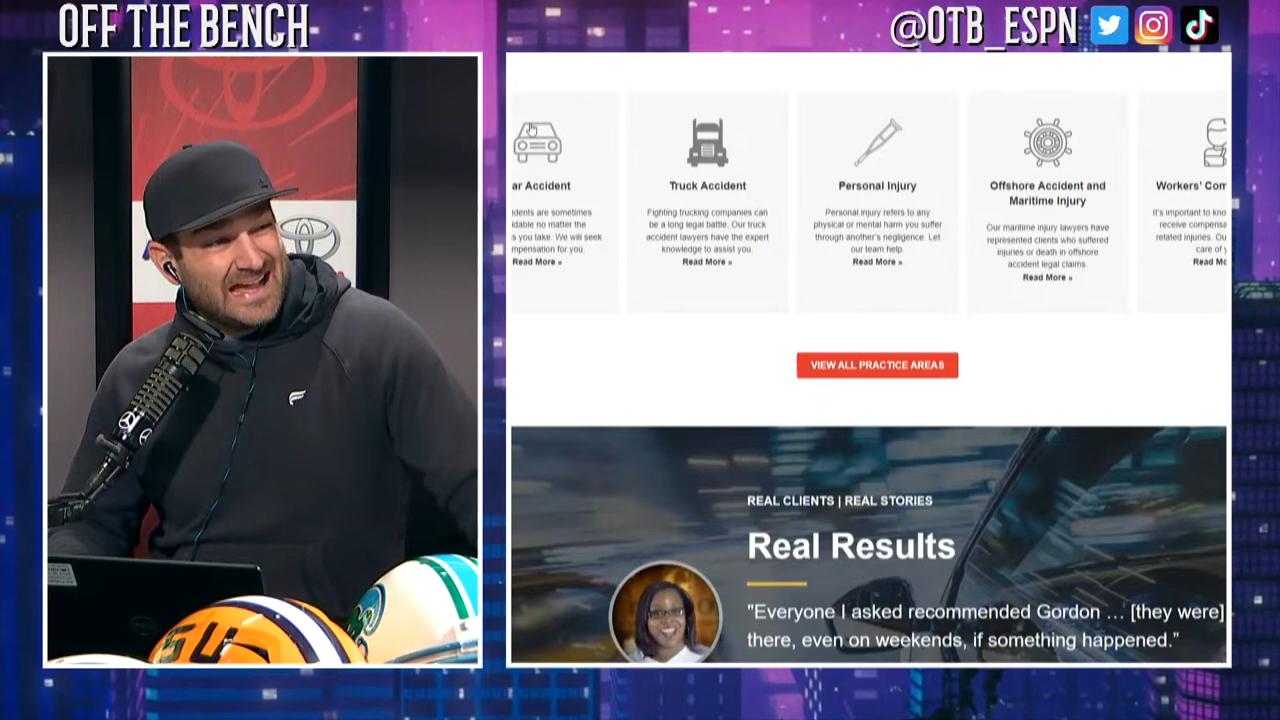 OFF THE BENCH
@OTB_ESPN
ar Accident
idents are sometimes
idable no matter the
s you take. We will seek
mpensation for you.
Read More »
Truck Accident
Fighting trucking companies can
be a long legal battle. Our truck
accident lawyers have the expert
knowledge to assist you.
Read More »
Personal Injury
Personal injury refers to any
physical or mental harm you suffer
through another's negligence. Let
our team help.
Read More »
Offshore Accident and
Maritime Injury
Our maritime injury lawyers have
represented clients who suffered
injuries or death in offshore
accident legal claims.
Read More »
Workers' Com
It's important to kno
receive compensa
related injuries. Ou
care of y
Read Mo
VIEW ALL PRACTICE AREAS
REAL CLIENTS | REAL STORIES
Real Results
"Everyone I asked recommended Gordon … [they were]
there, even on weekends, if something happened."
54